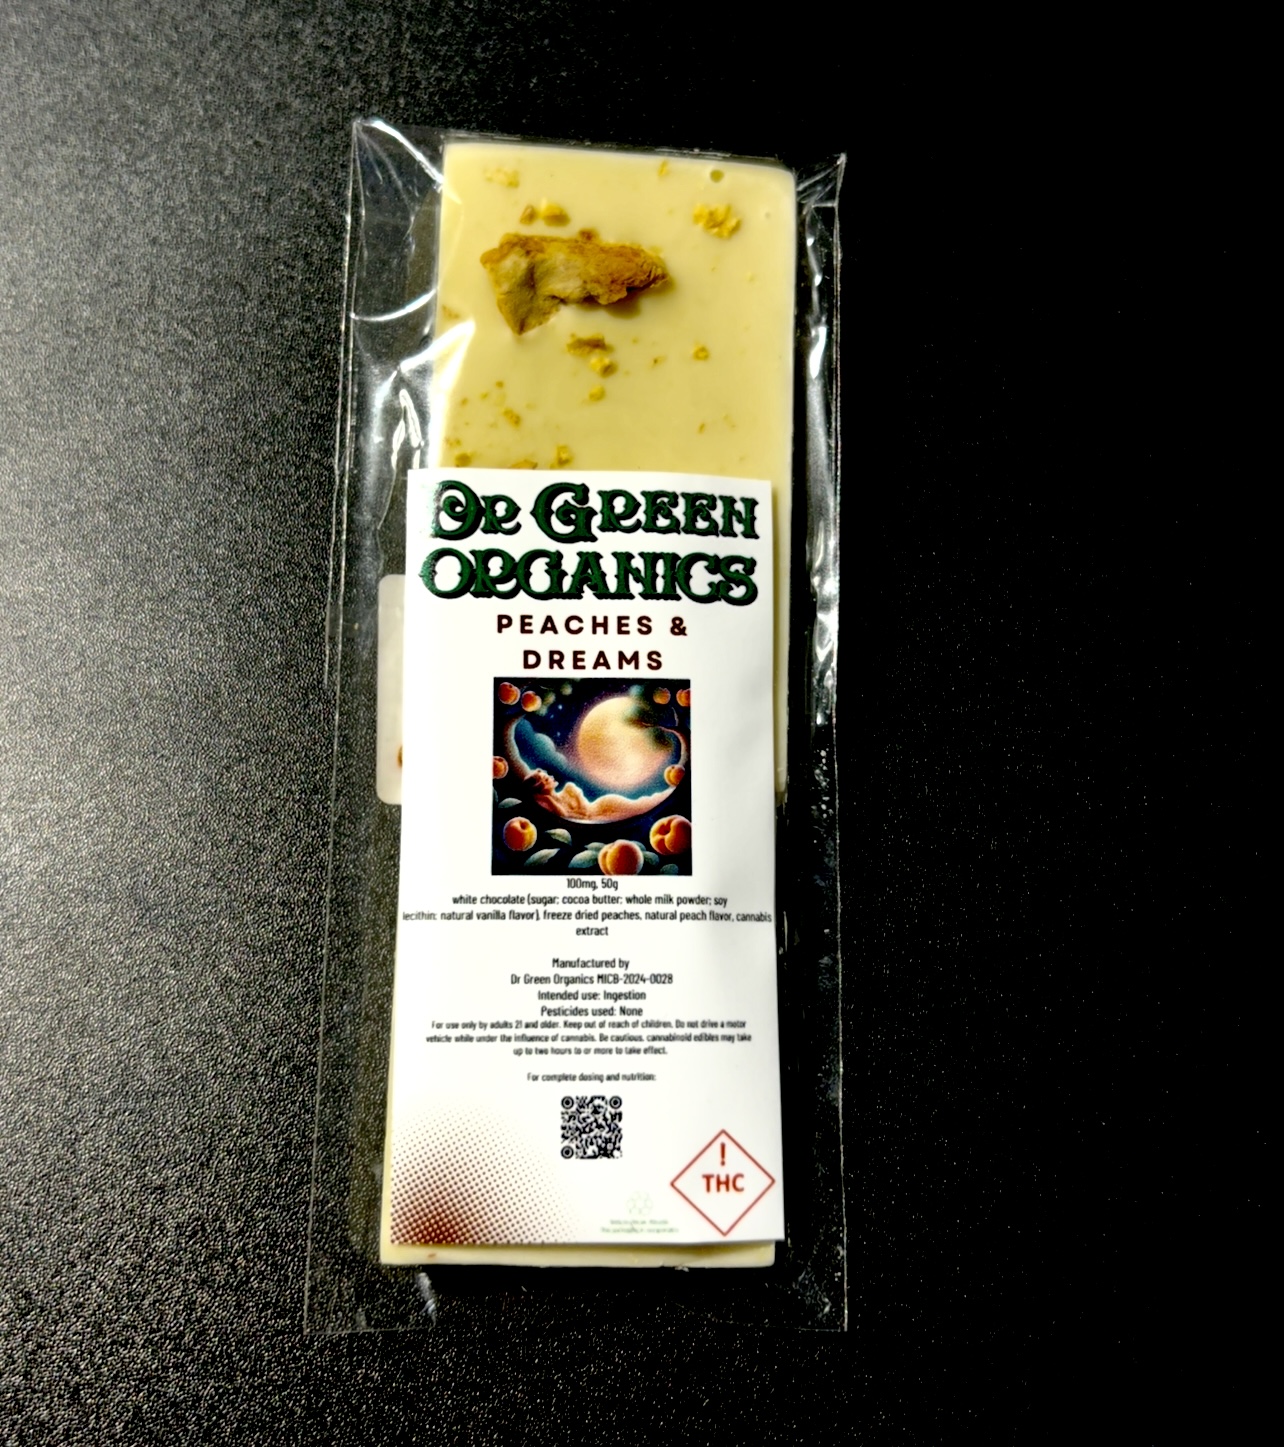 Dr Green
Organics
PEACHES &
DREAMS
100mg, 50g
white chocolate (sugar; cocoa butter; whole milk powder; soy
lecithin; natural vanilla flavor), freeze dried peaches, natural peach flavor, cannabis
extract
Manufactured by
Dr Green Organics MICB-2024-0028
Intended use: Ingestion
Pesticides used: None
For use only by adults 21 and older. Keep out of reach of children. Do not drive a motor
vehicle while under the influence of cannabis. Be cautious, cannabinoid edibles may take
up to two hours to or more to take effect.
For complete dosing and nutrition:
!
THC